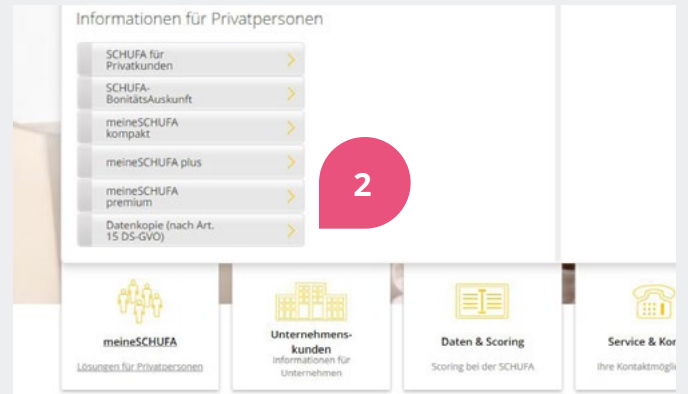 Informationen für Privatpersonen
SCHUFA für
Privatkunden
SCHUFA-
BonitätsAuskunft
meineSCHUFA
kompakt
meineSCHUFA plus
meineSCHUFA
premium
Datenkopie (nach Art.
15 DS-GVO)
2
meineSCHUFA
Lösungen für Privatpersonen
Unternehmens-
kunden
Informationen für
Unternehmen
Daten & Scoring
Scoring bei der SCHUFA
Service & Kon
Ihre Kontaktmögli